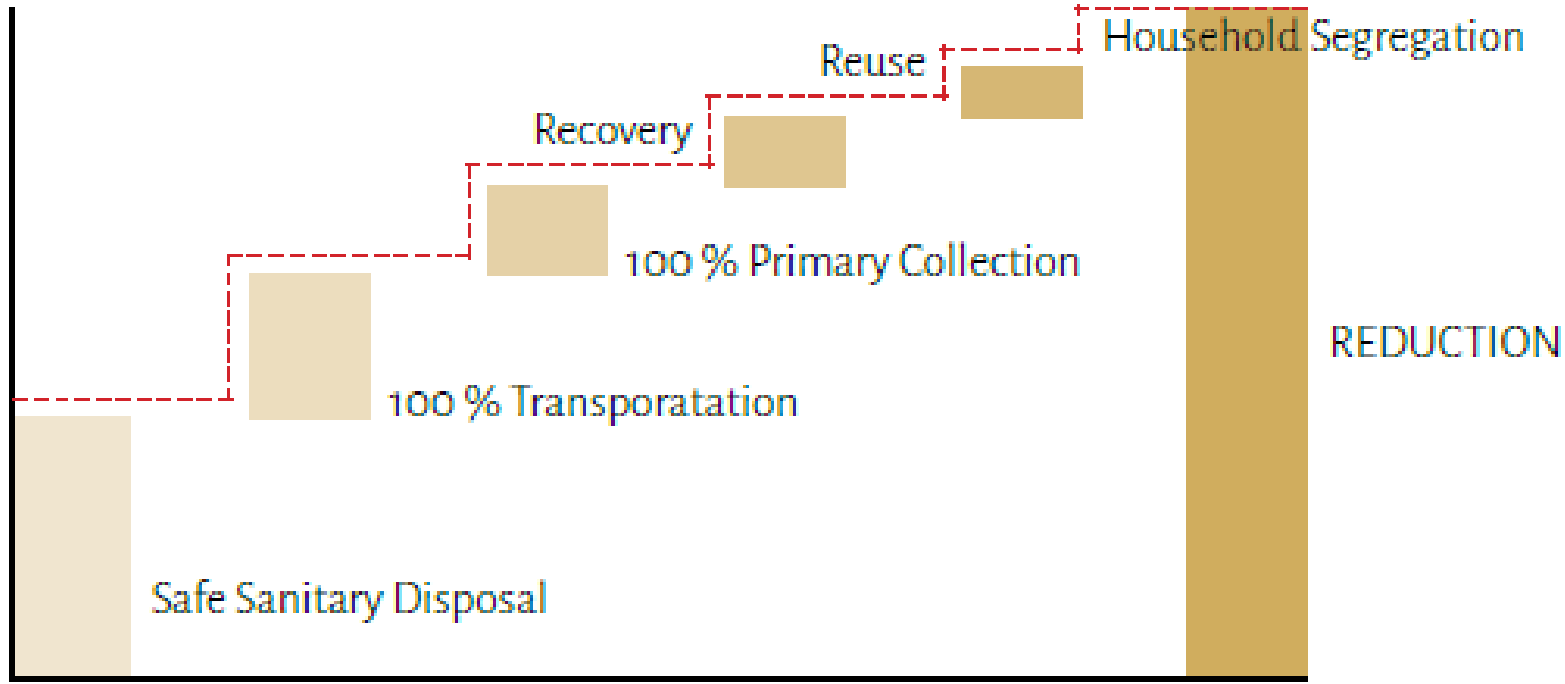 Household Segregation
Reuse
Recovery
100 % Primary Collection
REDUCTION
100 % Transporatation
Safe Sanitary Disposal